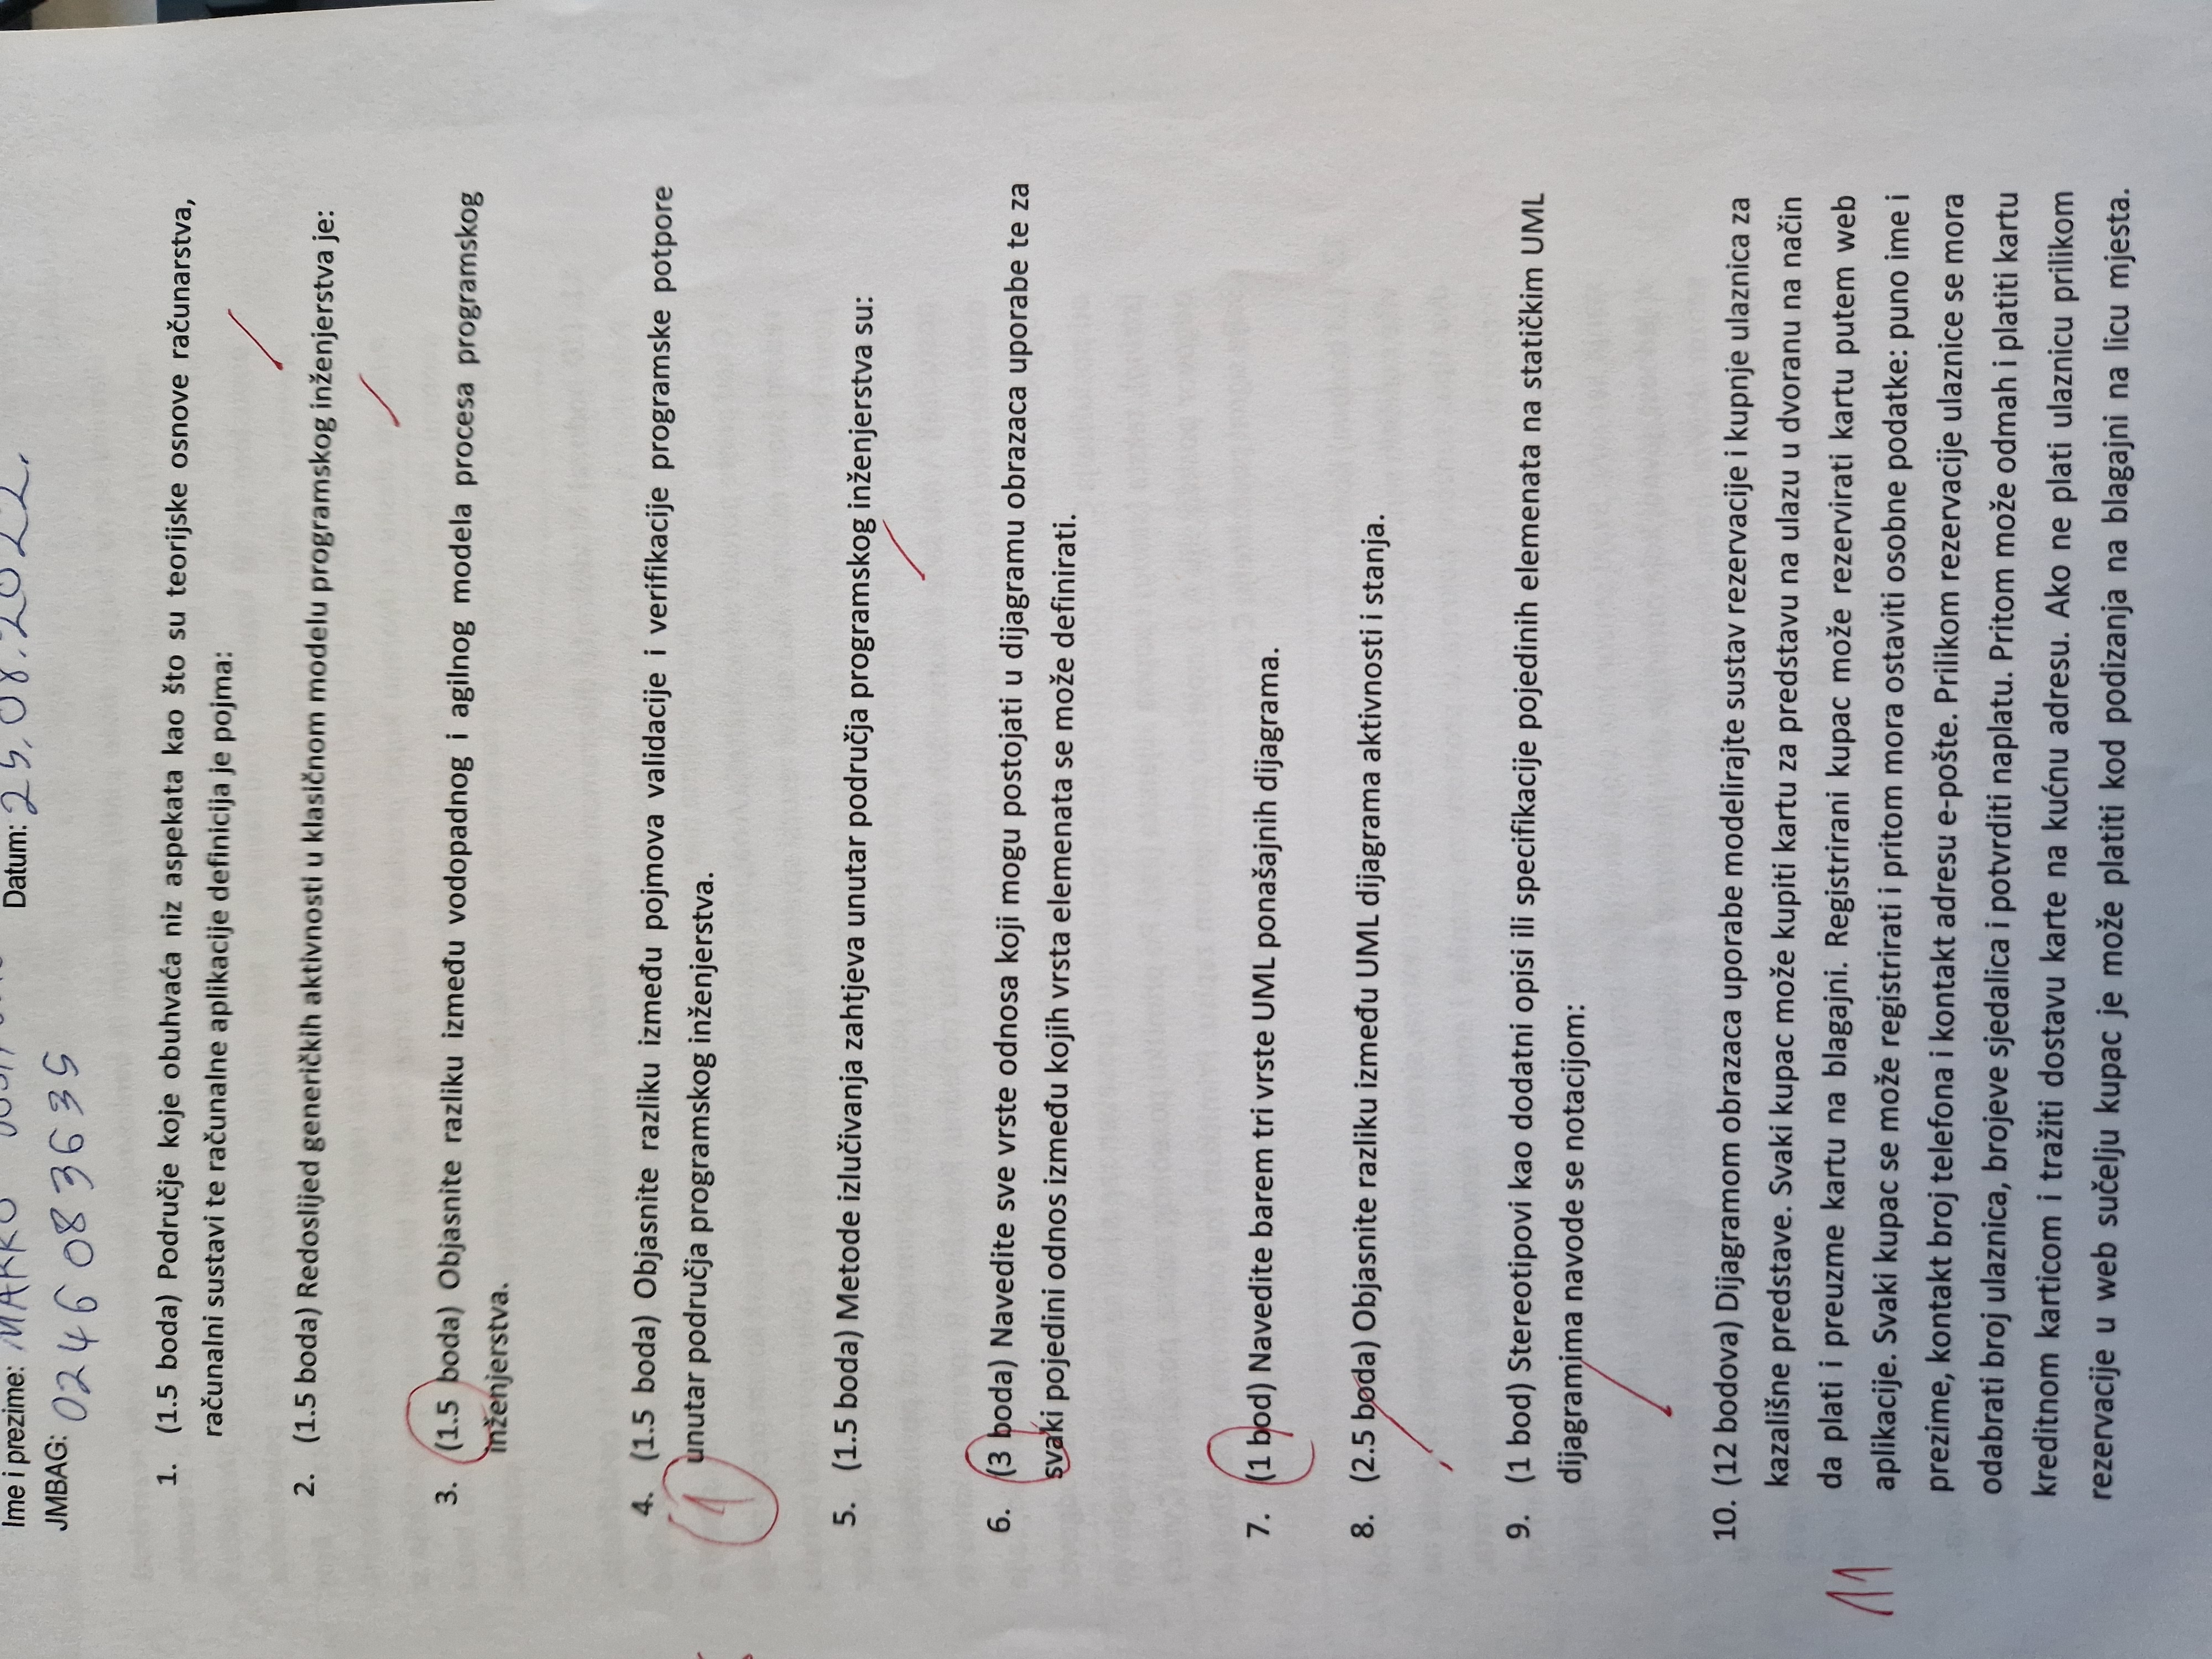 Ime i prezime: MARKO Datum: 25.08.2022.
JMBAG: 0246083635
1. (1.5 boda) Područje koje obuhvaća niz aspekata kao što su teorijske osnove računarstva,
računalni sustavi te računalne aplikacije definicija je pojma:
2. (1.5 boda) Redoslijed generičkih aktivnosti u klasičnom modelu programskog inženjerstva je:
3. (1.5 boda) Objasnite razliku između vodopadnog i agilnog modela procesa programskog
inženjerstva.
4. (1.5 boda) Objasnite razliku između pojmova validacije i verifikacije programske potpore
1 unutar područja programskog inženjerstva.
5. (1.5 boda) Metode izlučivanja zahtjeva unutar područja programskog inženjerstva su:
6. (3 boda) Navedite sve vrste odnosa koji mogu postojati u dijagramu obrazaca uporabe te za
svaki pojedini odnos između kojih vrsta elemenata se može definirati.
7. (1 bod) Navedite barem tri vrste UML ponašajnih dijagrama.
8. (2.5 boda) Objasnite razliku između UML dijagrama aktivnosti i stanja.
9. (1 bod) Stereotipovi kao dodatni opisi ili specifikacije pojedinih elemenata na statičkim UML
dijagramima navode se notacijom:
10. (12 bodova) Dijagramom obrazaca uporabe modelirajte sustav rezervacije i kupnje ulaznica za
kazališne predstave. Svaki kupac može kupiti kartu za predstavu na ulazu u dvoranu na način
11 da plati i preuzme kartu na blagajni. Registrirani kupac može rezervirati kartu putem web
aplikacije. Svaki kupac se može registrirati i pritom mora ostaviti osobne podatke: puno ime i
prezime, kontakt broj telefona i kontakt adresu e-pošte. Prilikom rezervacije ulaznice se mora
odabrati broj ulaznica, brojeve sjedalica i potvrditi naplatu. Pritom može odmah i platiti kartu
kreditnom karticom i tražiti dostavu karte na kućnu adresu. Ako ne plati ulaznicu prilikom
rezervacije u web sučelju kupac je može platiti kod podizanja na blagajni na licu mjesta.